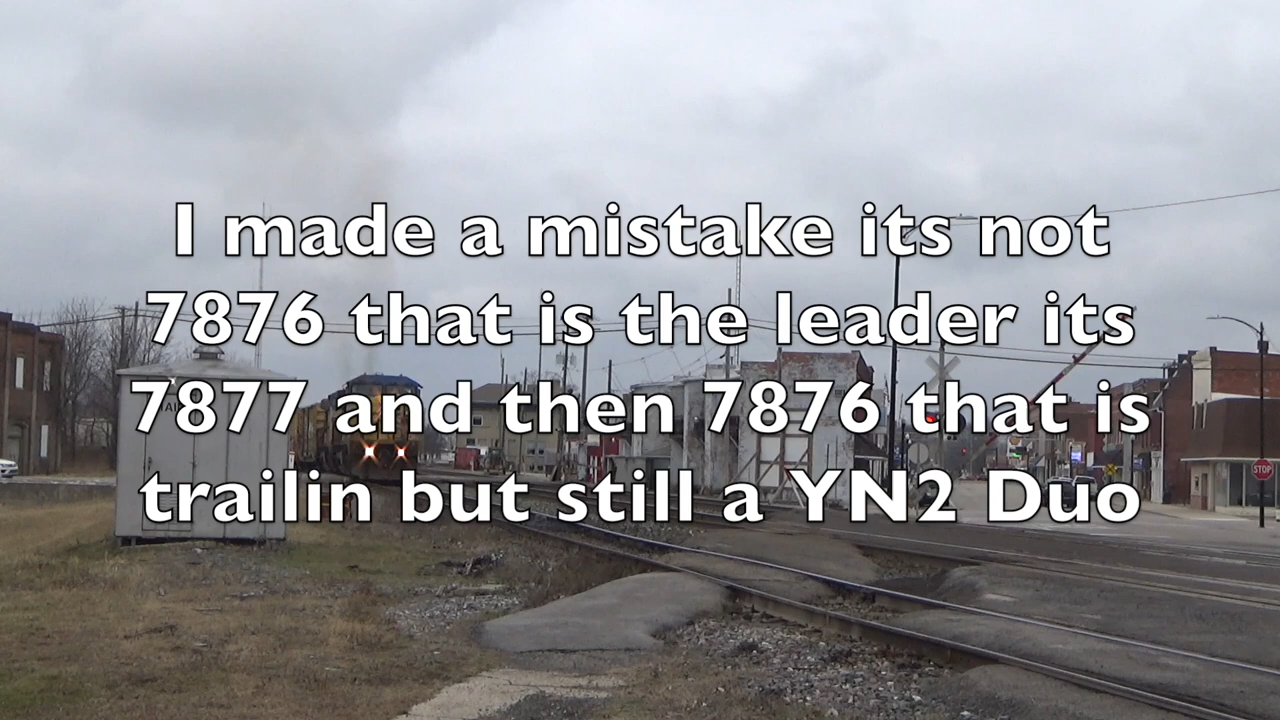 I made a mistake its not
7876 that is the leader its
7877 and then 7876 that is
trailin but still a YN2 Duo
STOP